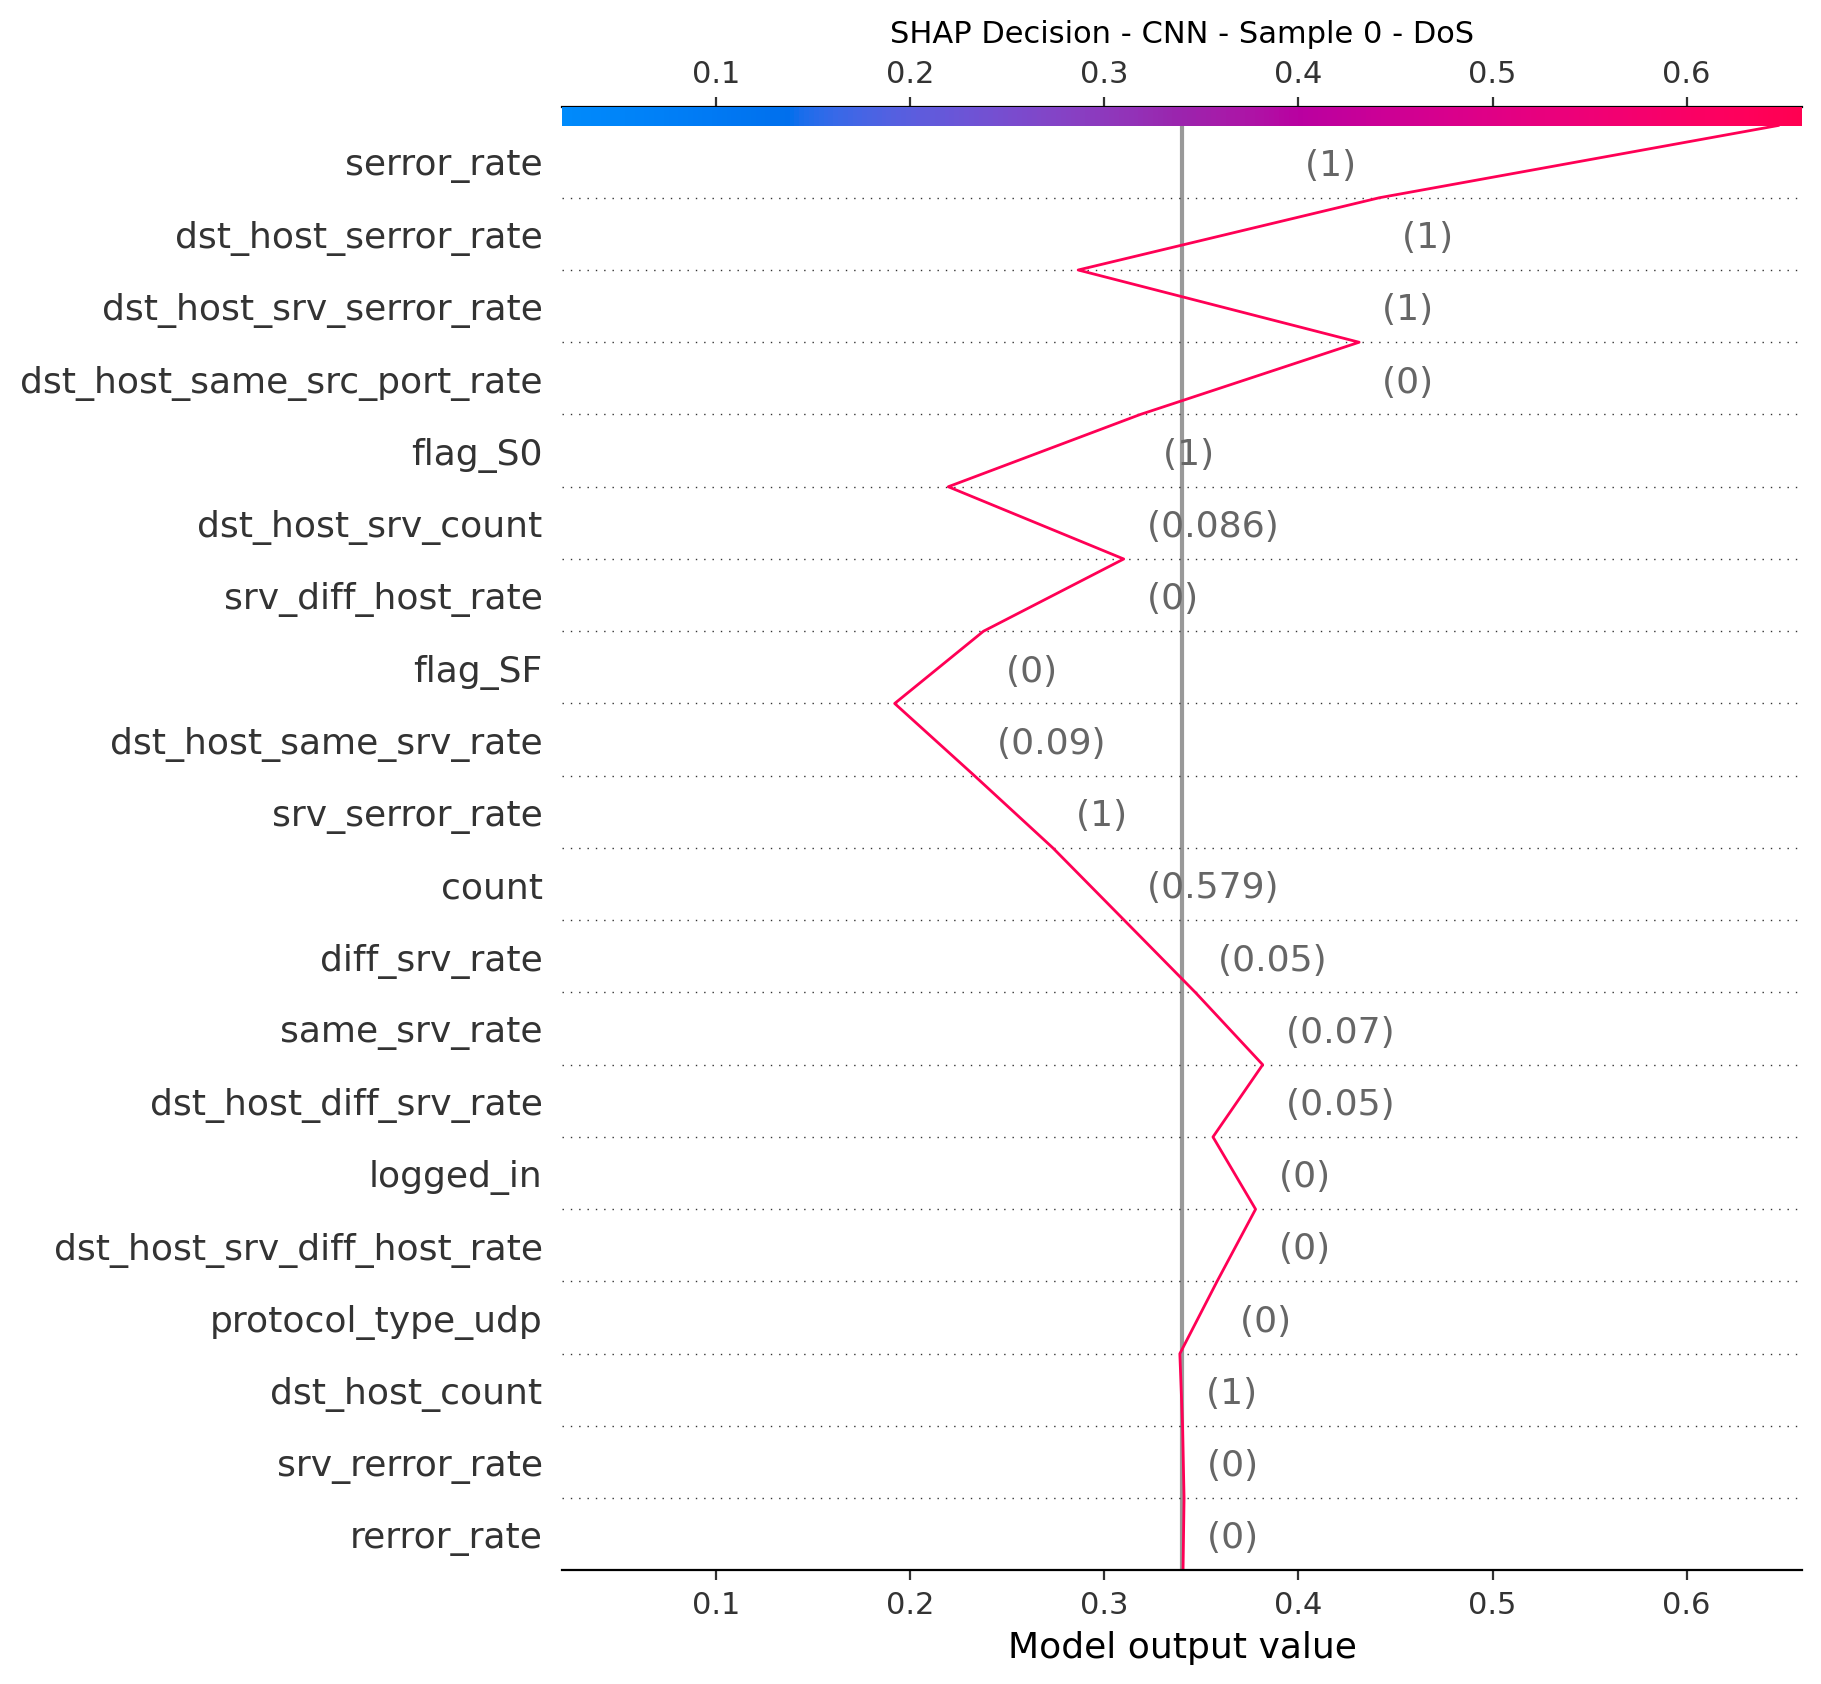 SHAP Decision - CNN - Sample 0 - DoS
0.1 0.2 0.3 0.4 0.5 0.6
serror_rate (1)
dst_host_serror_rate (1)
dst_host_srv_serror_rate (1)
dst_host_same_src_port_rate (0)
flag_S0 (1)
dst_host_srv_count (0.086)
srv_diff_host_rate (0)
flag_SF (0)
dst_host_same_srv_rate (0.09)
srv_serror_rate (1)
count (0.579)
diff_srv_rate (0.05)
same_srv_rate (0.07)
dst_host_diff_srv_rate (0.05)
logged_in (0)
dst_host_srv_diff_host_rate (0)
protocol_type_udp (0)
dst_host_count (1)
srv_rerror_rate (0)
rerror_rate (0)
0.1 0.2 0.3 0.4 0.5 0.6
Model output value